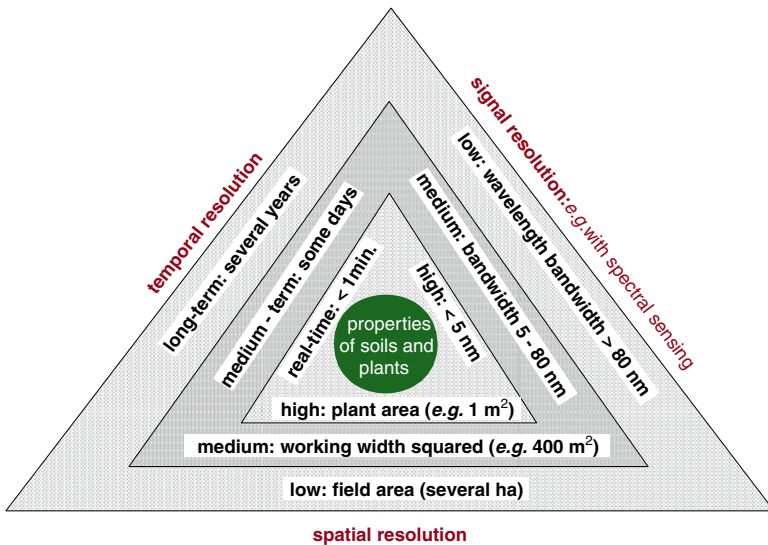 temporal resolution
long-term: several years
medium - term: some days
real-time: < 1min.
signal resolution: e.g.with spectral sensing
low: wavelength bandwidth > 80 nm
medium: bandwidth 5 - 80 nm
high: < 5 nm
properties
of soils and
plants
high: plant area (e.g. 1 m²)
medium: working width squared (e.g. 400 m²)
low: field area (several ha)
spatial resolution